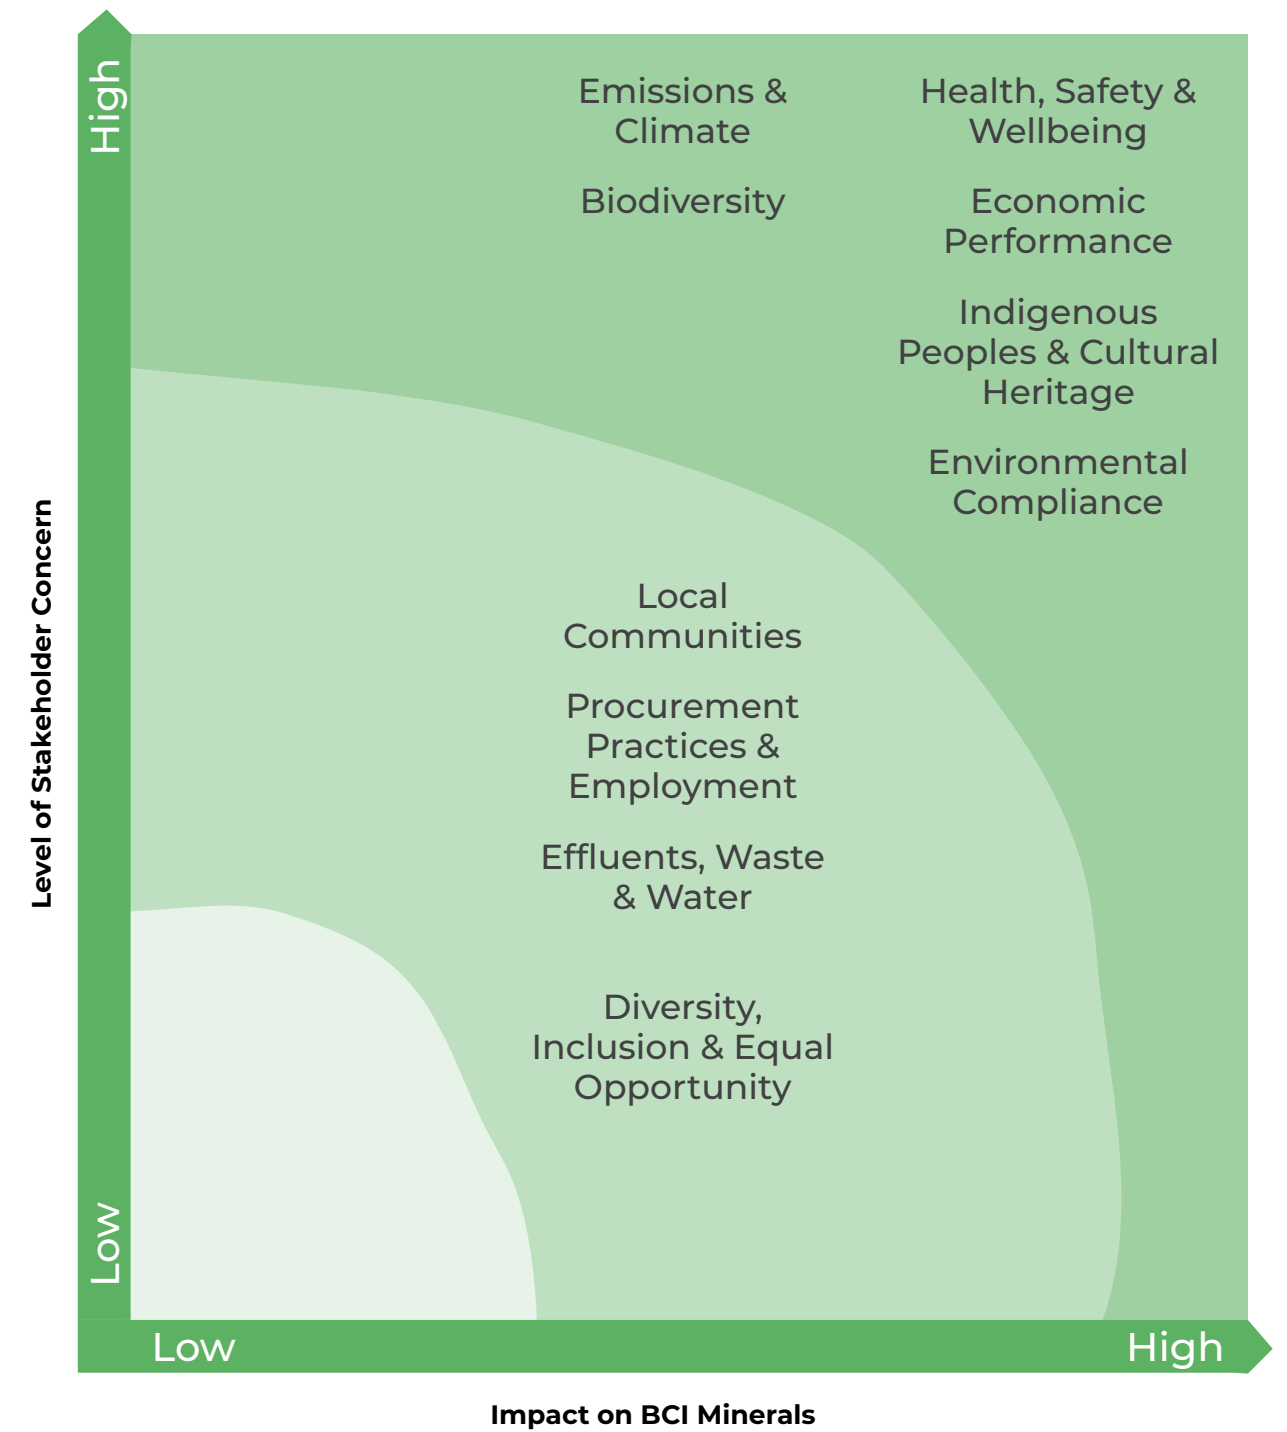 High
Emissions &
Climate
Biodiversity
Health, Safety &
Wellbeing
Economic
Performance
Indigenous
Peoples & Cultural
Heritage
Environmental
Compliance
Level of Stakeholder Concern
Local
Communities
Procurement
Practices &
Employment
Effluents, Waste
& Water
Diversity,
Inclusion & Equal
Opportunity
Low
Low
High
Impact on BCI Minerals